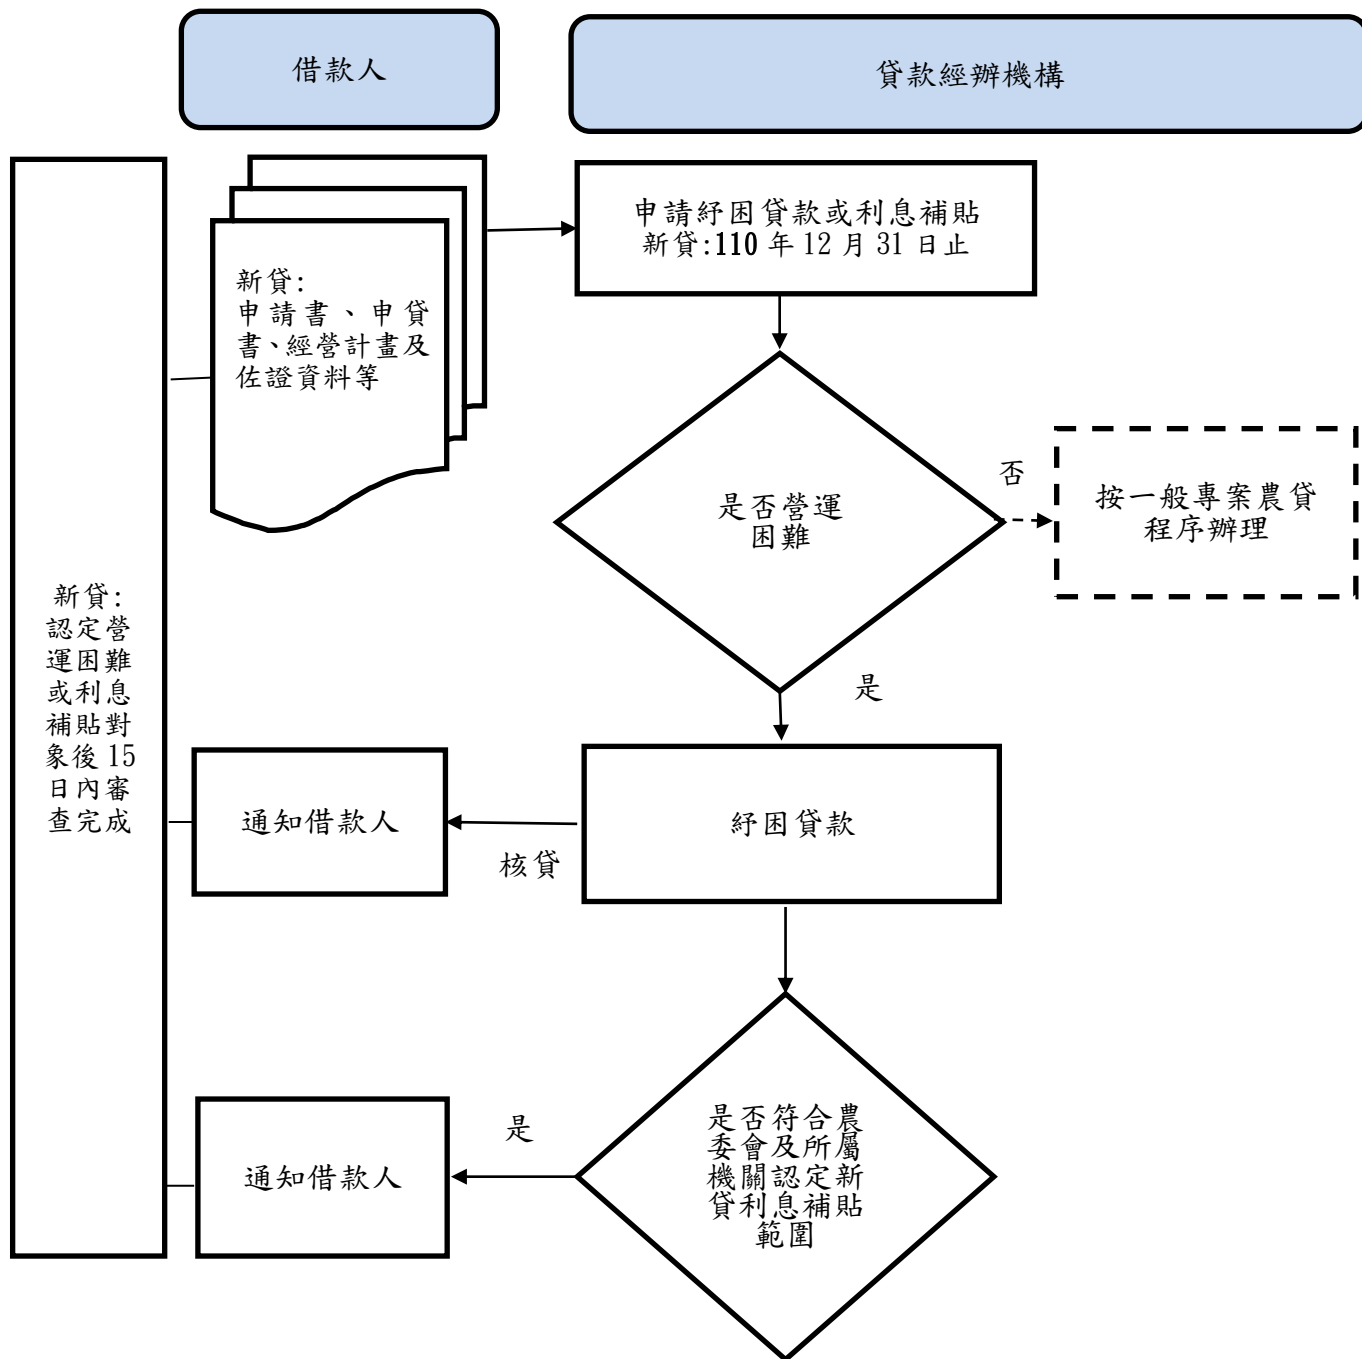 借款人
貸款經辦機構
新貸:
申請書、申貸
書、經營計畫及
佐證資料等
申請紓困貸款或利息補貼
新貸:110 年 12 月 31 日止
是否營運
困難
否
按一般專案農貸
程序辦理
新貸:
認定營
運困難
或利息
補貼對
象後 15
日內審
查完成
是
通知借款人
核貸
紓困貸款
通知借款人
是
是否符合農
委會及所屬
機關認定新
貸利息補貼
範圍